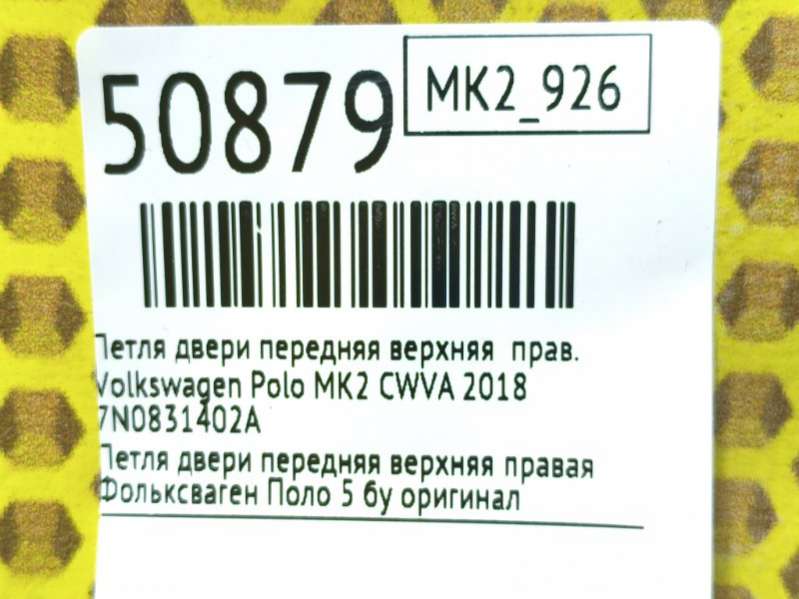 50879
MK2_926
Петля двери передняя верхняя прав.
Volkswagen Polo MK2 CWVA 2018
7N0831402A
Петля двери передняя верхняя правая
Фольксваген Поло 5 бу оригинал